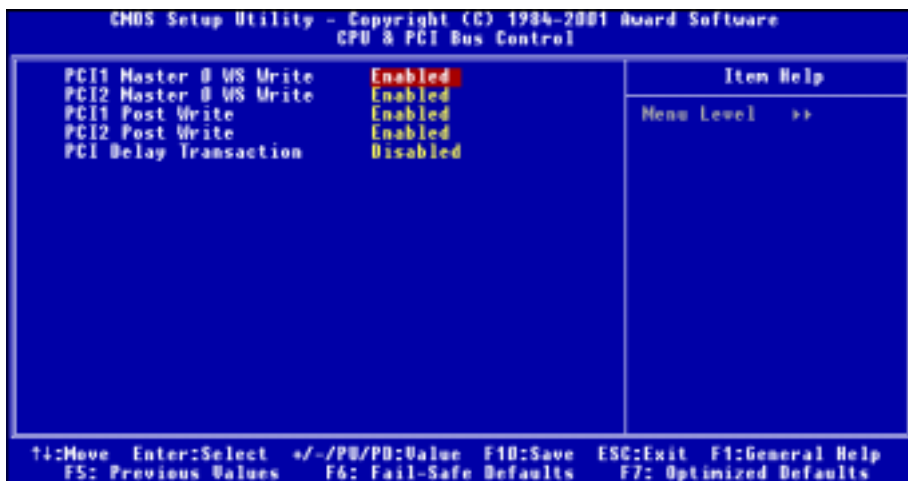 CMOS Setup Utility - Copyright (C) 1984-2001 Award Software
CPU & PCI Bus Control
PCI1 Master 0 WS Write Enabled
PCI2 Master 0 WS Write Enabled
PCI1 Post Write Enabled
PCI2 Post Write Enabled
PCI Delay Transaction Disabled
Item Help
Menu Level ▸▸
↑↓:Move Enter:Select +/-/PU/PD:Value F10:Save ESC:Exit F1:General Help
F5: Previous Values F6: Fail-Safe Defaults F7: Optimized Defaults